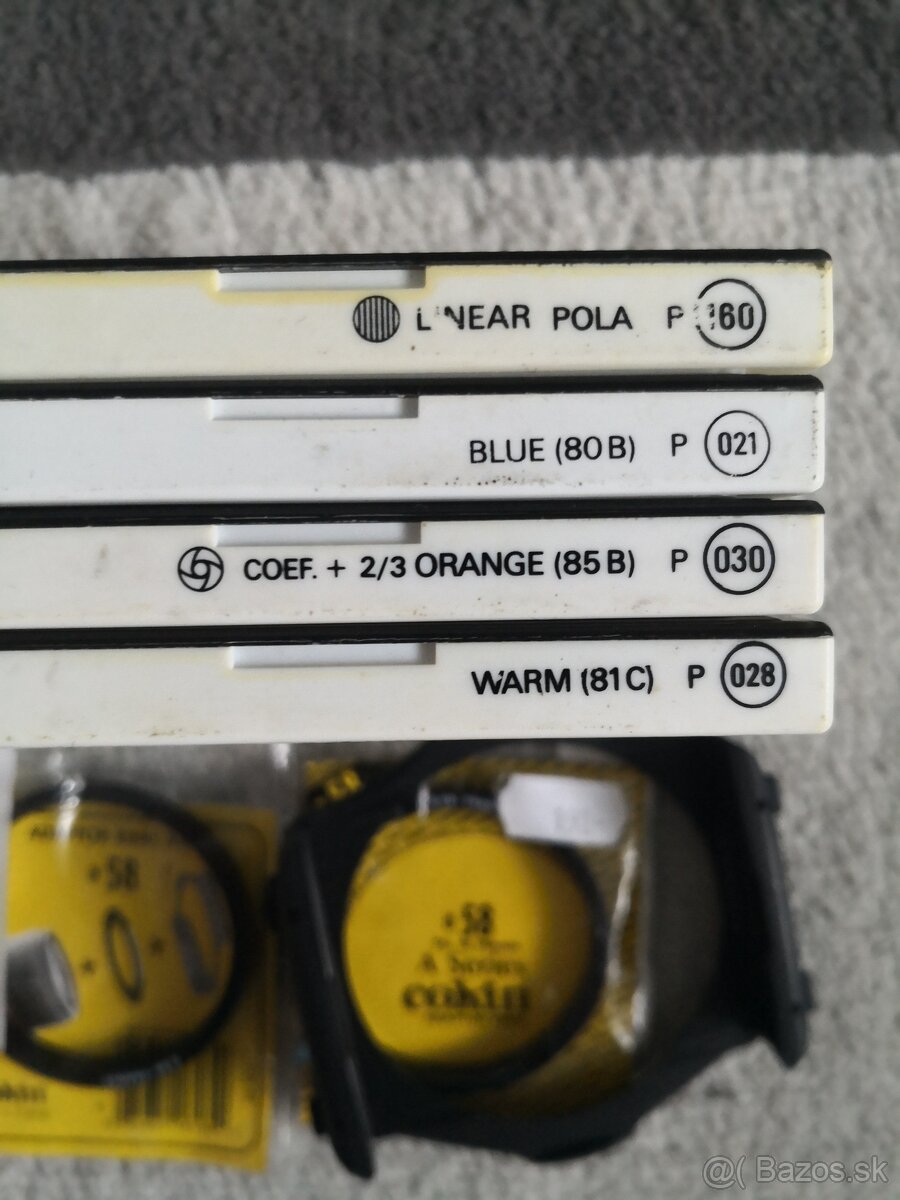 LINEAR POLA P 160
BLUE (80B) P 021
COEF. + 2/3 ORANGE (85B) P 030
WARM (81C) P 028
58
58
A Series
cokin
@( Bazos.sk